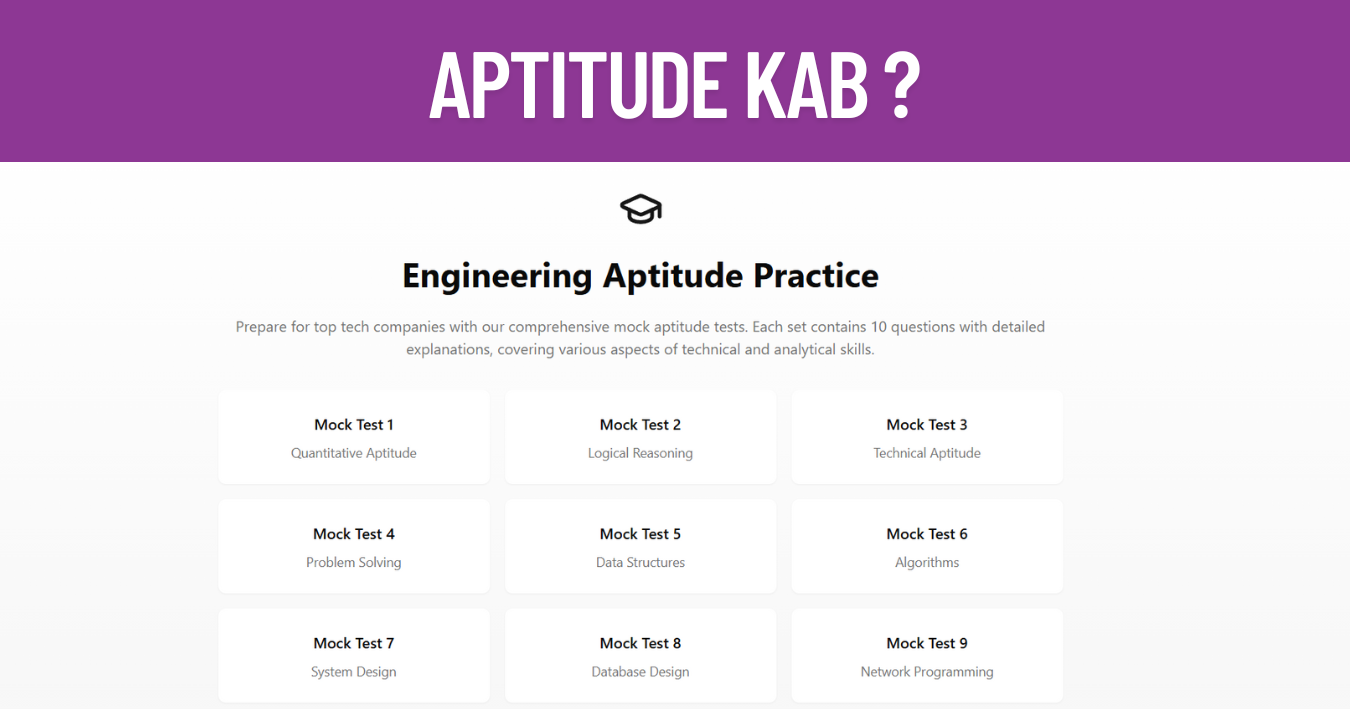 APTITUDE KAB ?
Engineering Aptitude Practice
Prepare for top tech companies with our comprehensive mock aptitude tests. Each set contains 10 questions with detailed
explanations, covering various aspects of technical and analytical skills.
Mock Test 1
Quantitative Aptitude
Mock Test 2
Logical Reasoning
Mock Test 3
Technical Aptitude
Mock Test 4
Problem Solving
Mock Test 5
Data Structures
Mock Test 6
Algorithms
Mock Test 7
System Design
Mock Test 8
Database Design
Mock Test 9
Network Programming